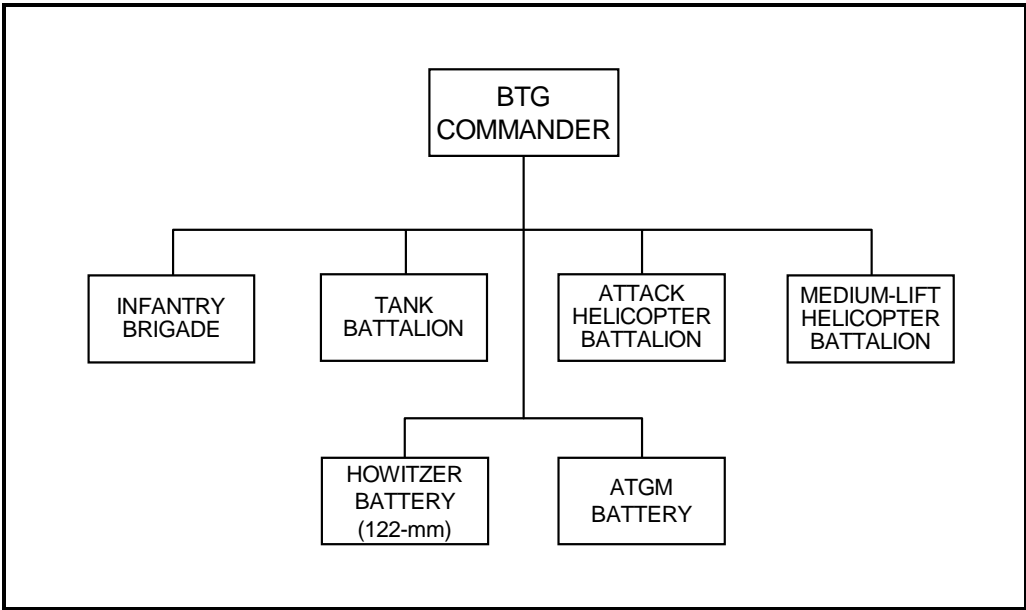 BTG
COMMANDER
INFANTRY
BRIGADE
TANK
BATTALION
ATTACK
HELICOPTER
BATTALION
MEDIUM-LIFT
HELICOPTER
BATTALION
HOWITZER
BATTERY
(122-mm)
ATGM
BATTERY